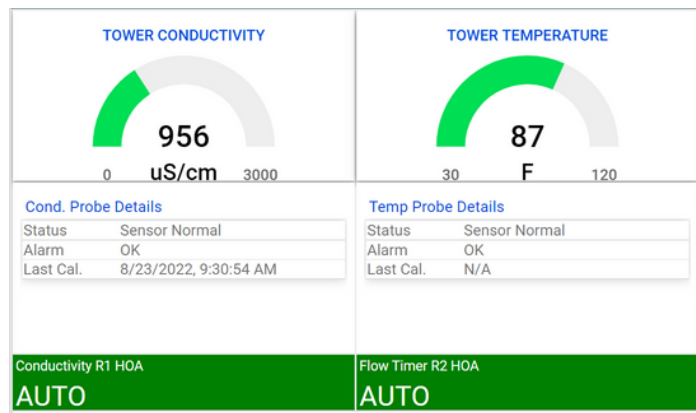 TOWER CONDUCTIVITY
956
0 uS/cm 3000
TOWER TEMPERATURE
87
30 F 120
Cond. Probe Details
Status Sensor Normal
Alarm OK
Last Cal. 8/23/2022, 9:30:54 AM
Temp Probe Details
Status Sensor Normal
Alarm OK
Last Cal. N/A
Conductivity R1 HOA
AUTO
Flow Timer R2 HOA
AUTO